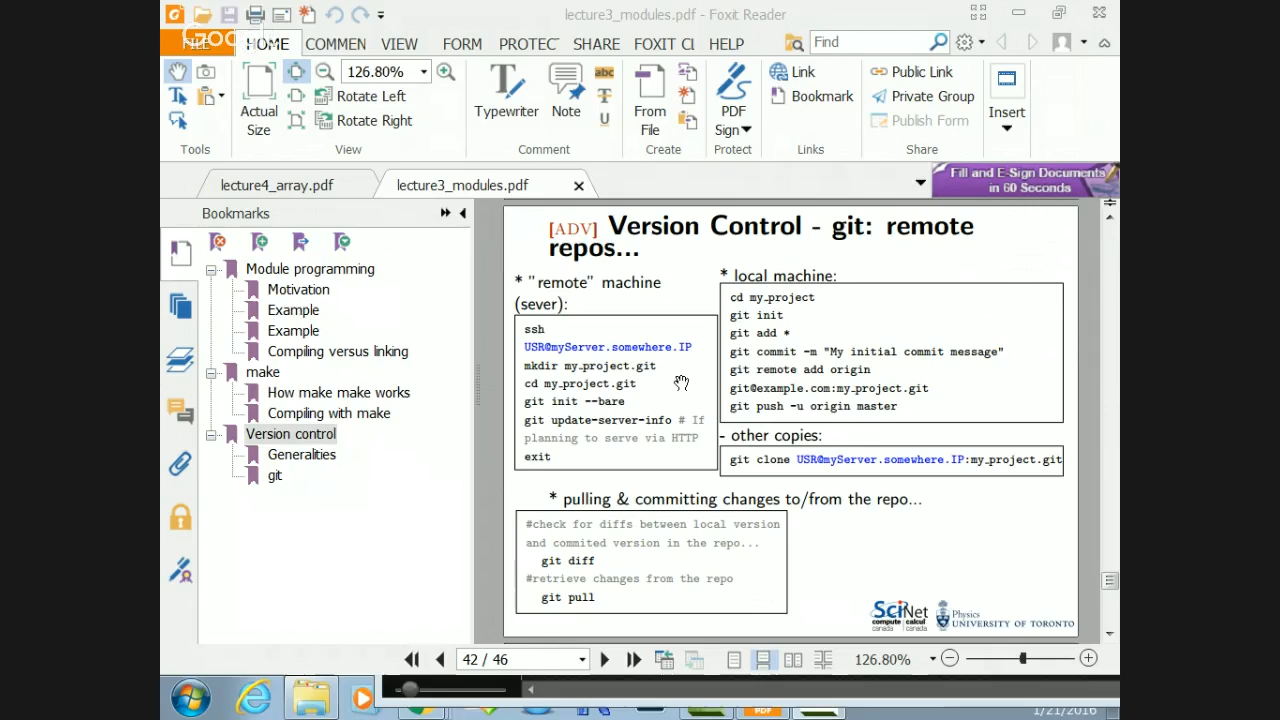 lecture3_modules.pdf - Foxit Reader
FILE HOME COMMEN VIEW FORM PROTEC SHARE FOXIT CL HELP Find
126.80%
Actual Size
Rotate Left
Rotate Right
Typewriter
Note
From File
PDF Sign
Link
Bookmark
Public Link
Private Group
Publish Form
Insert
Tools View Comment Create Protect Links Share
lecture4_array.pdf lecture3_modules.pdf
Fill and E-Sign Documents
in 60 Seconds
Bookmarks
Module programming
Motivation
Example
Example
Compiling versus linking
make
How make make works
Compiling with make
Version control
Generalities
git
[ADV] Version Control - git: remote
repos...
* "remote" machine
(sever):
ssh
USR@myServer.somewhere.IP
mkdir my_project.git
cd my_project.git
git init --bare
git update-server-info # If
planning to serve via HTTP
exit
* local machine:
cd my_project
git init
git add *
git commit -m "My initial commit message"
git remote add origin
git@example.com:my_project.git
git push -u origin master
- other copies:
git clone USR@myServer.somewhere.IP:my_project.git
* pulling & committing changes to/from the repo...
#check for diffs between local version
and commited version in the repo...
git diff
#retrieve changes from the repo
git pull
SciNet
compute calcul
canada canada
Physics
UNIVERSITY OF TORONTO
42 / 46
126.80%
1/21/2016